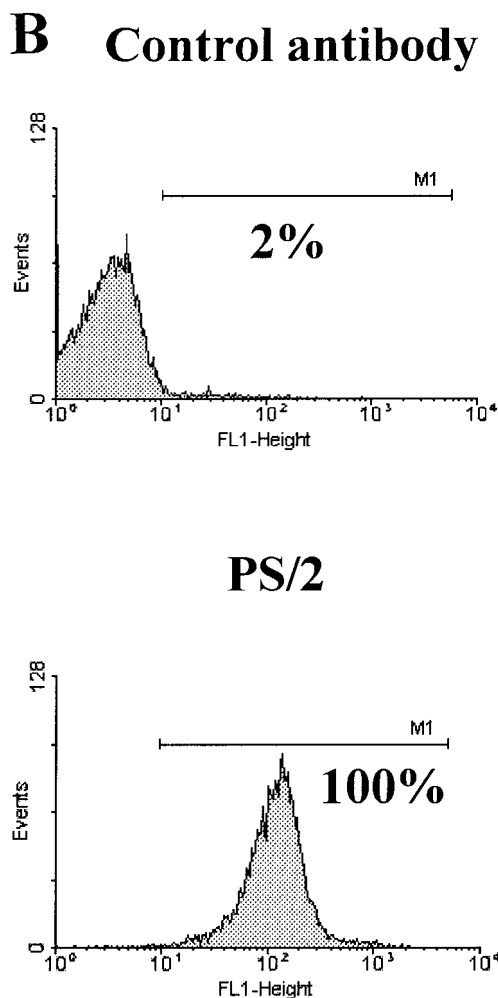 B Control antibody
128
M1
2%
Events
0
10⁰ 10¹ 10² 10³ 10⁴
FL1-Height
PS/2
128
M1
100%
Events
0
10⁰ 10¹ 10² 10³ 10⁴
FL1-Height